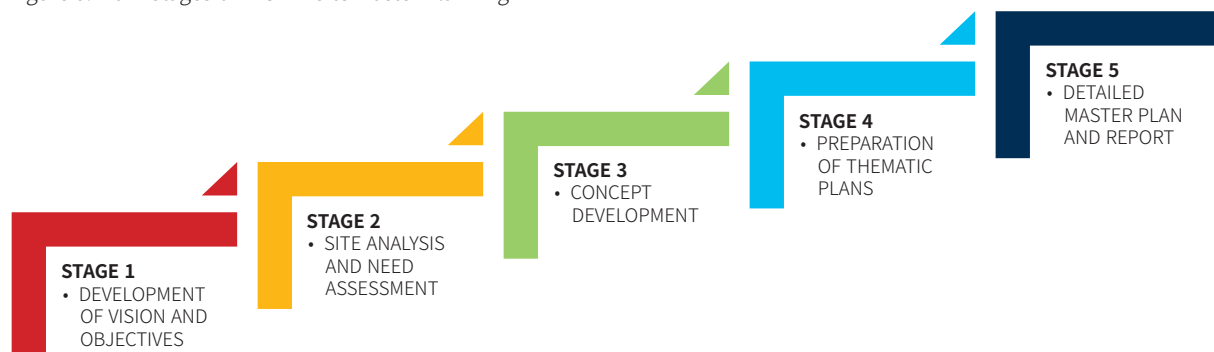 STAGE 1
• DEVELOPMENT
OF VISION AND
OBJECTIVES
STAGE 2
• SITE ANALYSIS
AND NEED
ASSESSMENT
STAGE 3
• CONCEPT
DEVELOPMENT
STAGE 4
• PREPARATION
OF THEMATIC
PLANS
STAGE 5
• DETAILED
MASTER PLAN
AND REPORT